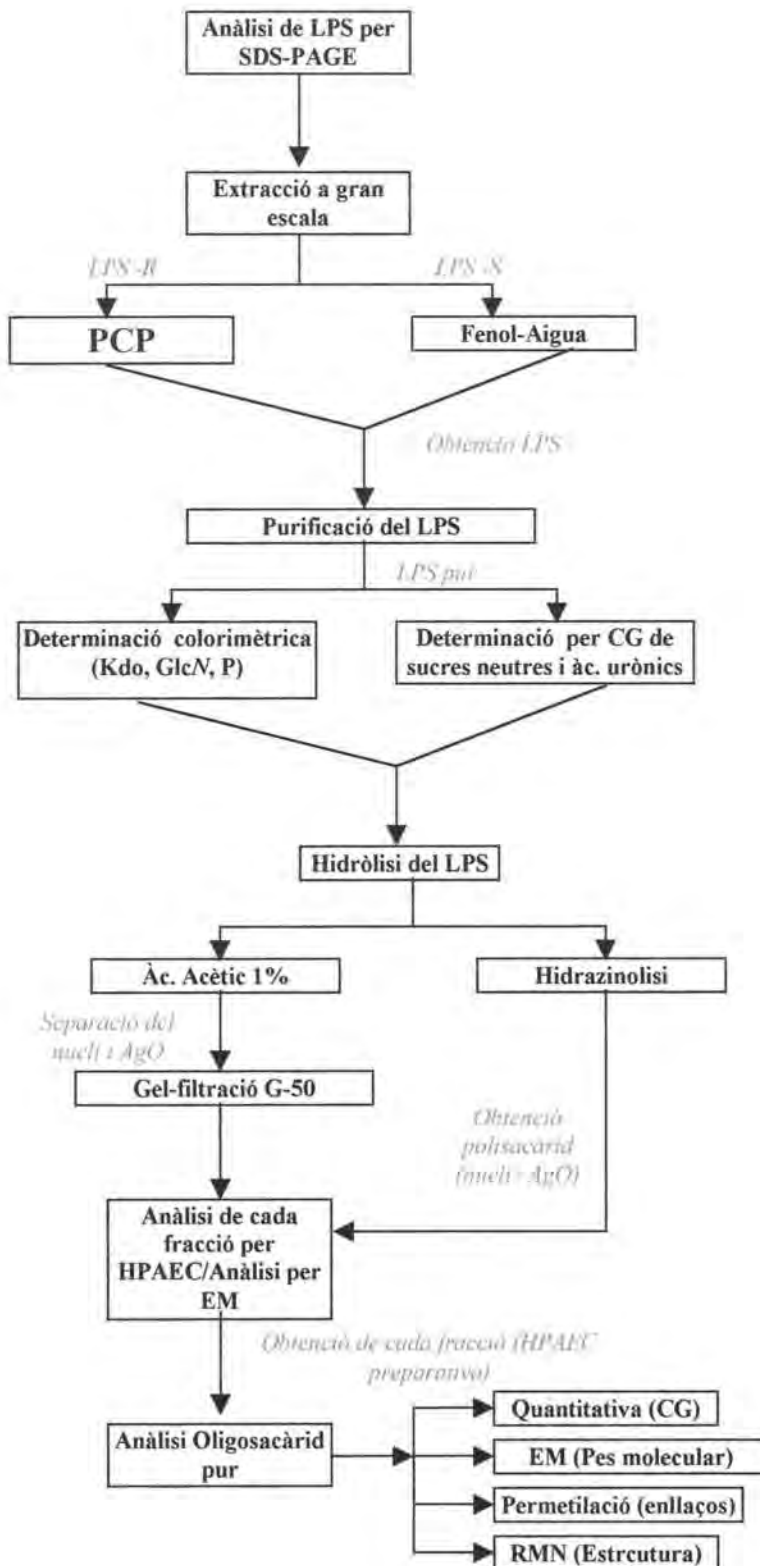 Anàlisi de LPS per
SDS-PAGE
Extracció a gran
escala
LPS -R
LPS -S
PCP
Fenol-Aigua
Obtenció LPS
Purificació del LPS
LPS pur
Determinació colorimètrica
(Kdo, GlcN, P)
Determinació per CG de
sucres neutres i àc. urònics
Hidròlisi del LPS
Àc. Acètic 1%
Hidrazinolisi
Separació del
nucli i AgO
Gel-filtració G-50
Obtenció
polisacàrid
(nucli AgO)
Anàlisi de cada
fracció per
HPAEC/Anàlisi per
EM
Obtenció de cada fracció (HPAEC
preparativo)
Anàlisi Oligosacàrid
pur
Quantitativa (CG)
EM (Pes molecular)
Permetilació (enllaços)
RMN (Estrcutura)